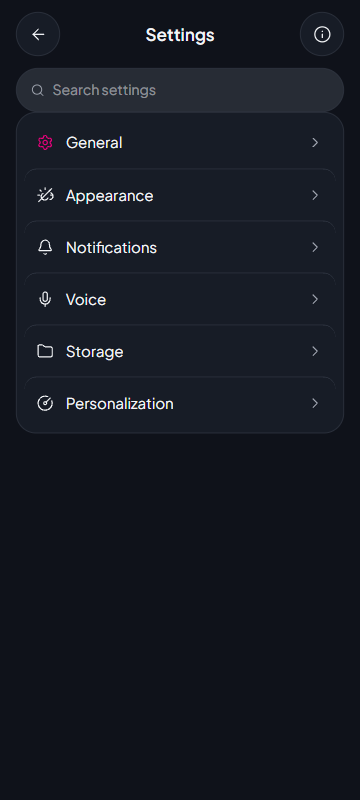 Settings
Search settings
General
Appearance
Notifications
Voice
Storage
Personalization